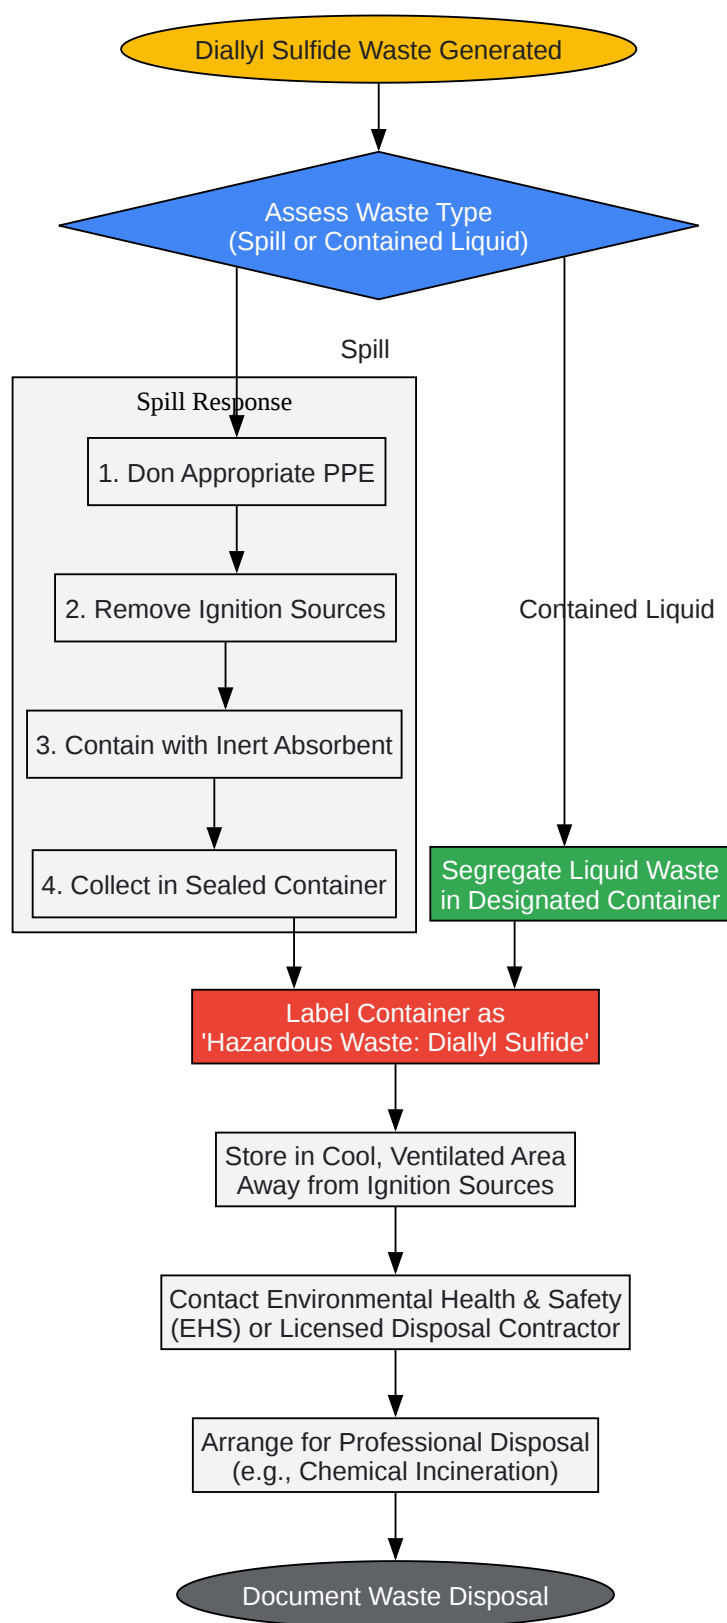 Diallyl Sulfide Waste Generated
Assess Waste Type
(Spill or Contained Liquid)
Spill
Spill Response
1. Don Appropriate PPE
2. Remove Ignition Sources
Contained Liquid
3. Contain with Inert Absorbent
4. Collect in Sealed Container
Segregate Liquid Waste
in Designated Container
Label Container as
'Hazardous Waste: Diallyl Sulfide'
Store in Cool, Ventilated Area
Away from Ignition Sources
Contact Environmental Health & Safety
(EHS) or Licensed Disposal Contractor
Arrange for Professional Disposal
(e.g., Chemical Incineration)
Document Waste Disposal